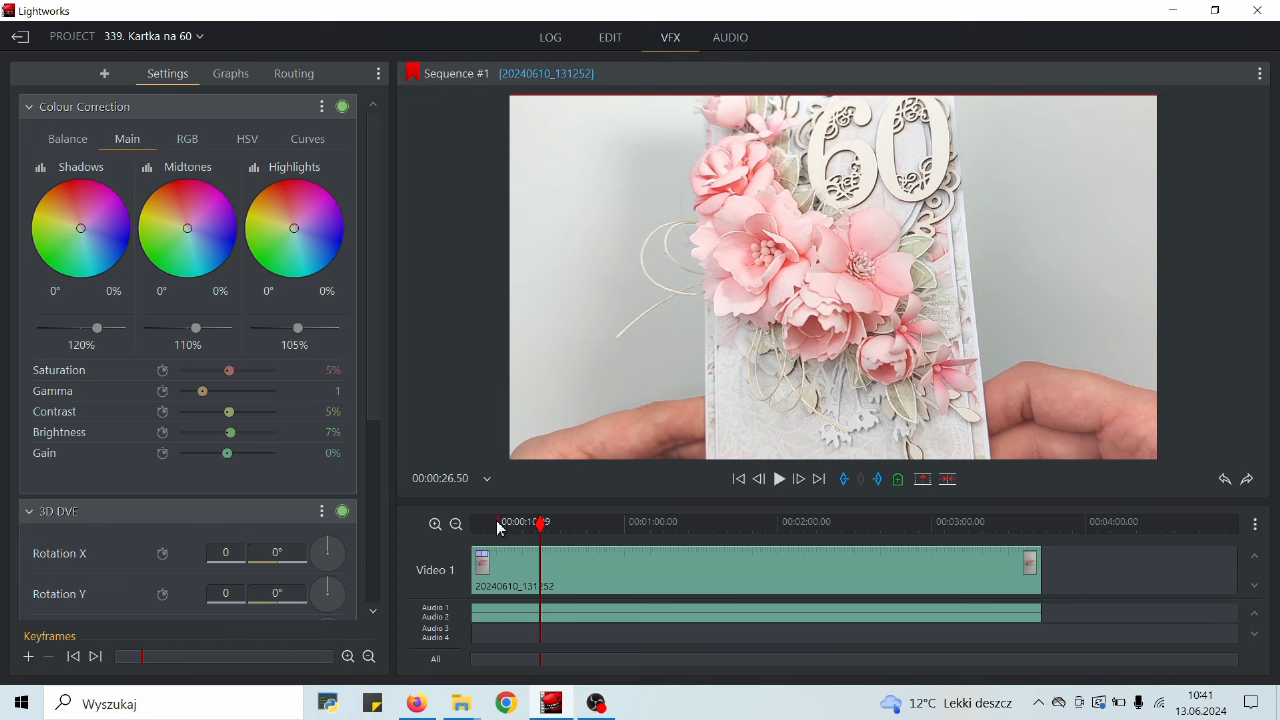 Lightworks
PROJECT 339. Kartka na 60
LOG EDIT VFX AUDIO
Settings Graphs Routing
Sequence #1 [20240610_131252]
Colour Correction
Balance Main RGB HSV Curves
Shadows Midtones Highlights
0° 0% 0° 0% 0° 0%
120% 110% 105%
Saturation 5%
Gamma 1
Contrast 5%
Brightness 7%
Gain 0%
60
00:00:26.50
3D DVE
Rotation X 0 0°
Rotation Y 0 0°
Keyframes
00:01:00.00 00:02:00.00 00:03:00.00 00:04:00.00
Video 1
20240610_131252
Audio 1
Audio 2
Audio 3
Audio 4
All
Wyszukaj
12°C Lekki deszcz
10:41
13.06.2024